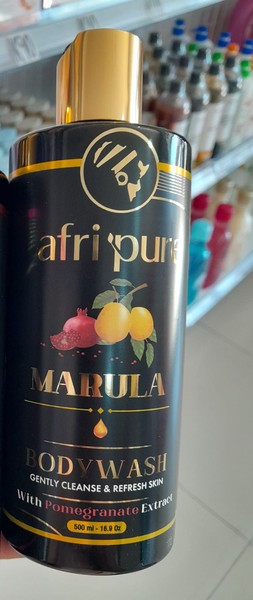 afri'pure
MARULA
BODYWASH
GENTLY CLEANSE & REFRESH SKIN
With Pomegranate Extract
500 ml - 16.9 Oz